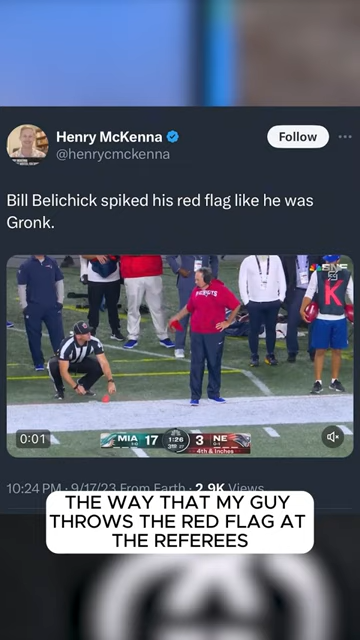 Henry McKenna
@henrycmckenna
Follow
Bill Belichick spiked his red flag like he was
Gronk.
SNF
PATRIOTS
K
0:01
MIA 17 1:26 3 NE
4th & Inches
10:24 PM · 9/17/23 From Earth · 2.9K Views
THE WAY THAT MY GUY
THROWS THE RED FLAG AT
THE REFEREES